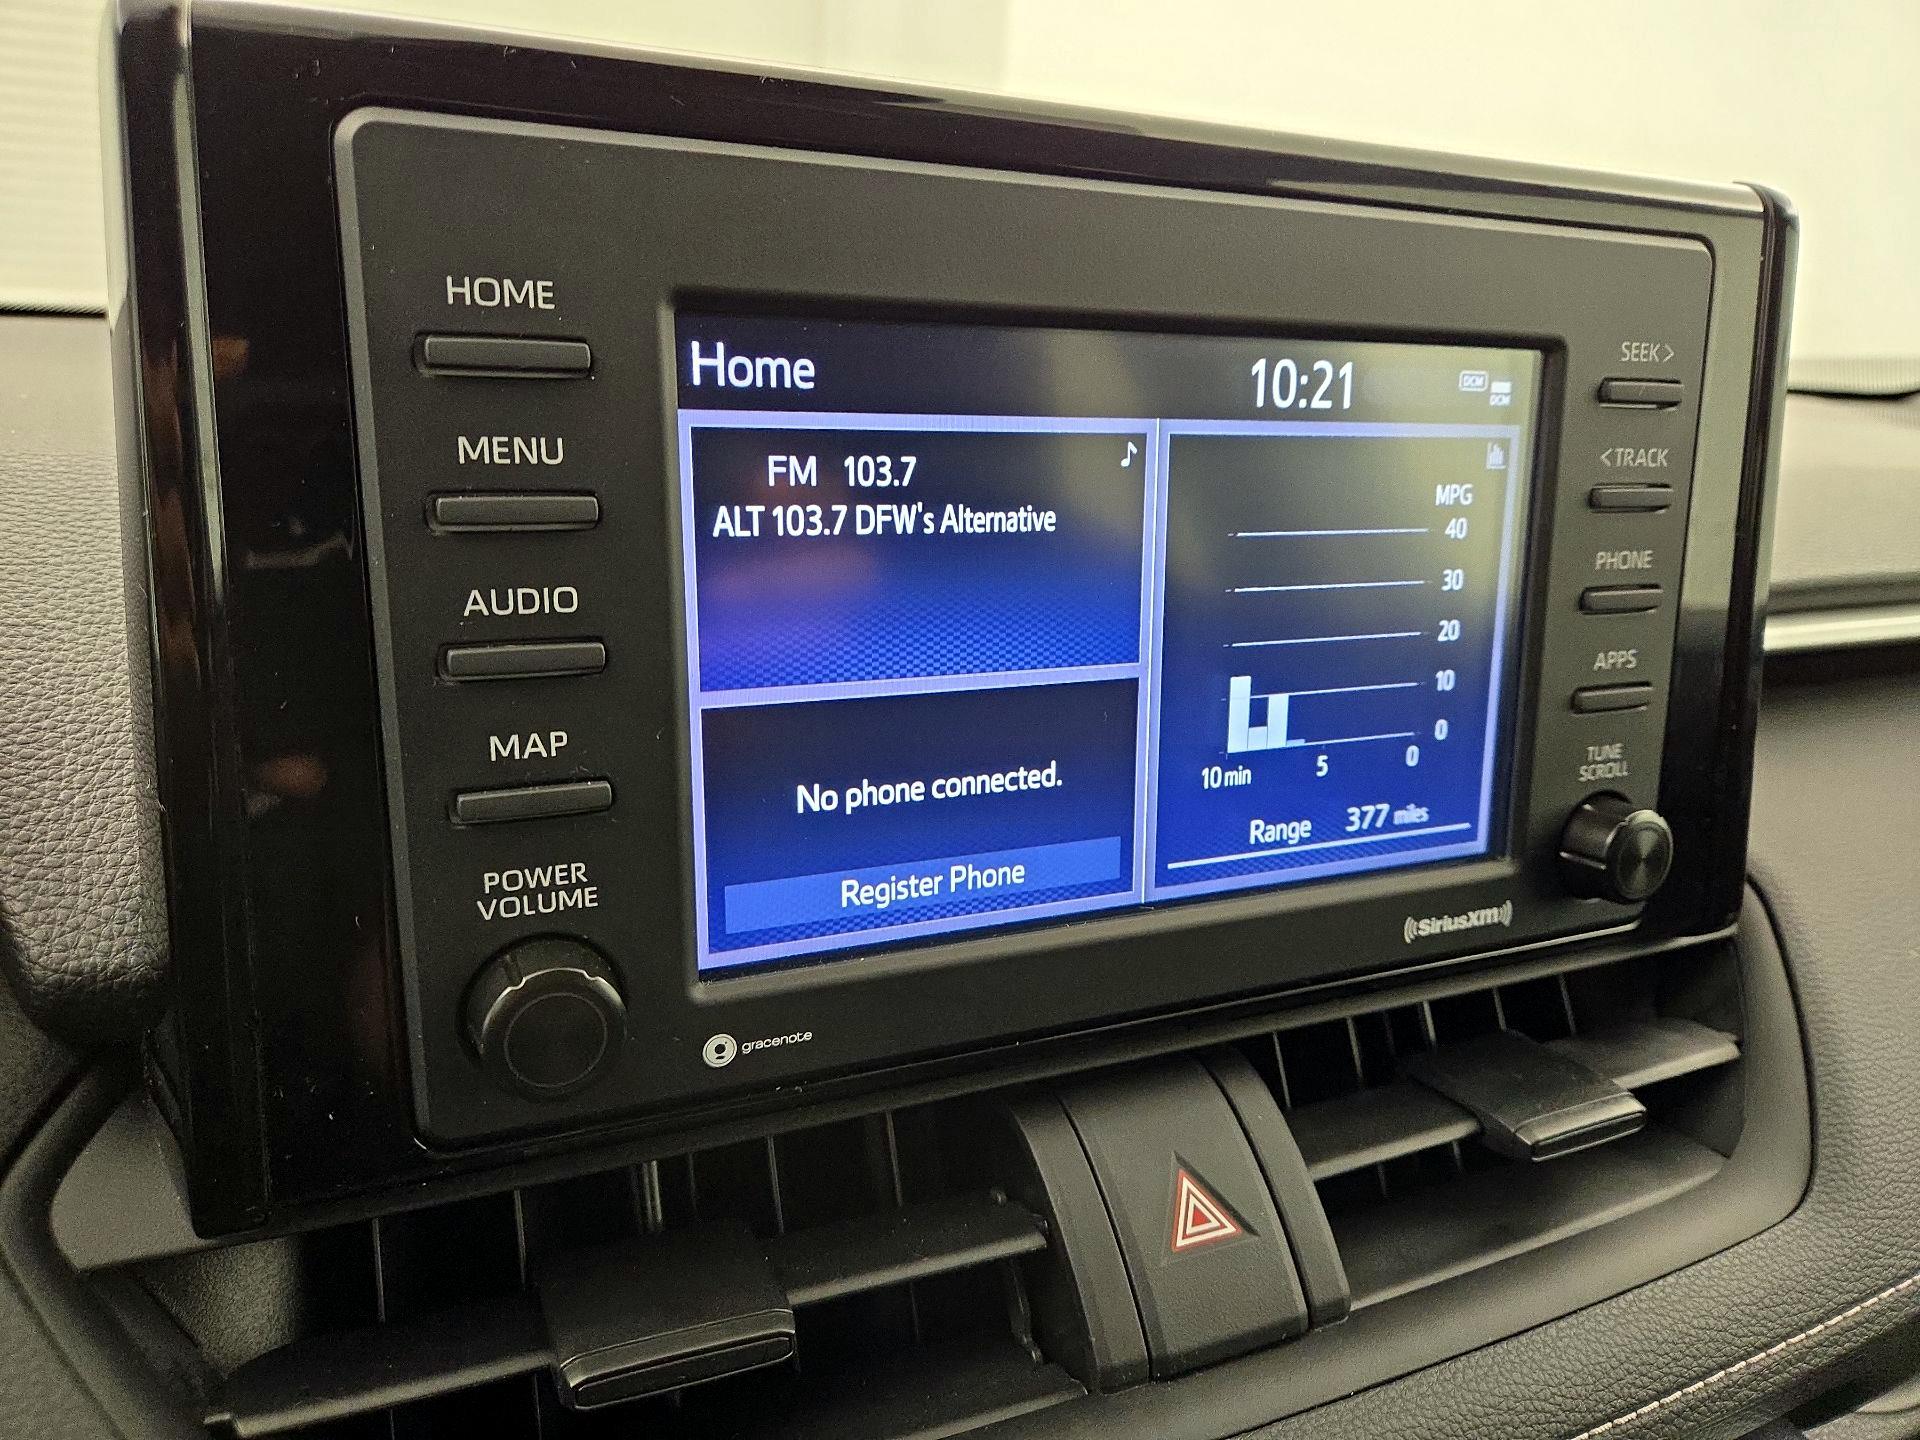 HOME
MENU
AUDIO
MAP
POWER
VOLUME
Home
10:21
DCM
DCM
FM 103.7
ALT 103.7 DFW's Alternative
No phone connected.
Register Phone
MPG
40
30
20
10
0
10 min 5 0
Range 377 miles
SEEK >
< TRACK
PHONE
APPS
TUNE
SCROLL
gracenote
SiriusXM